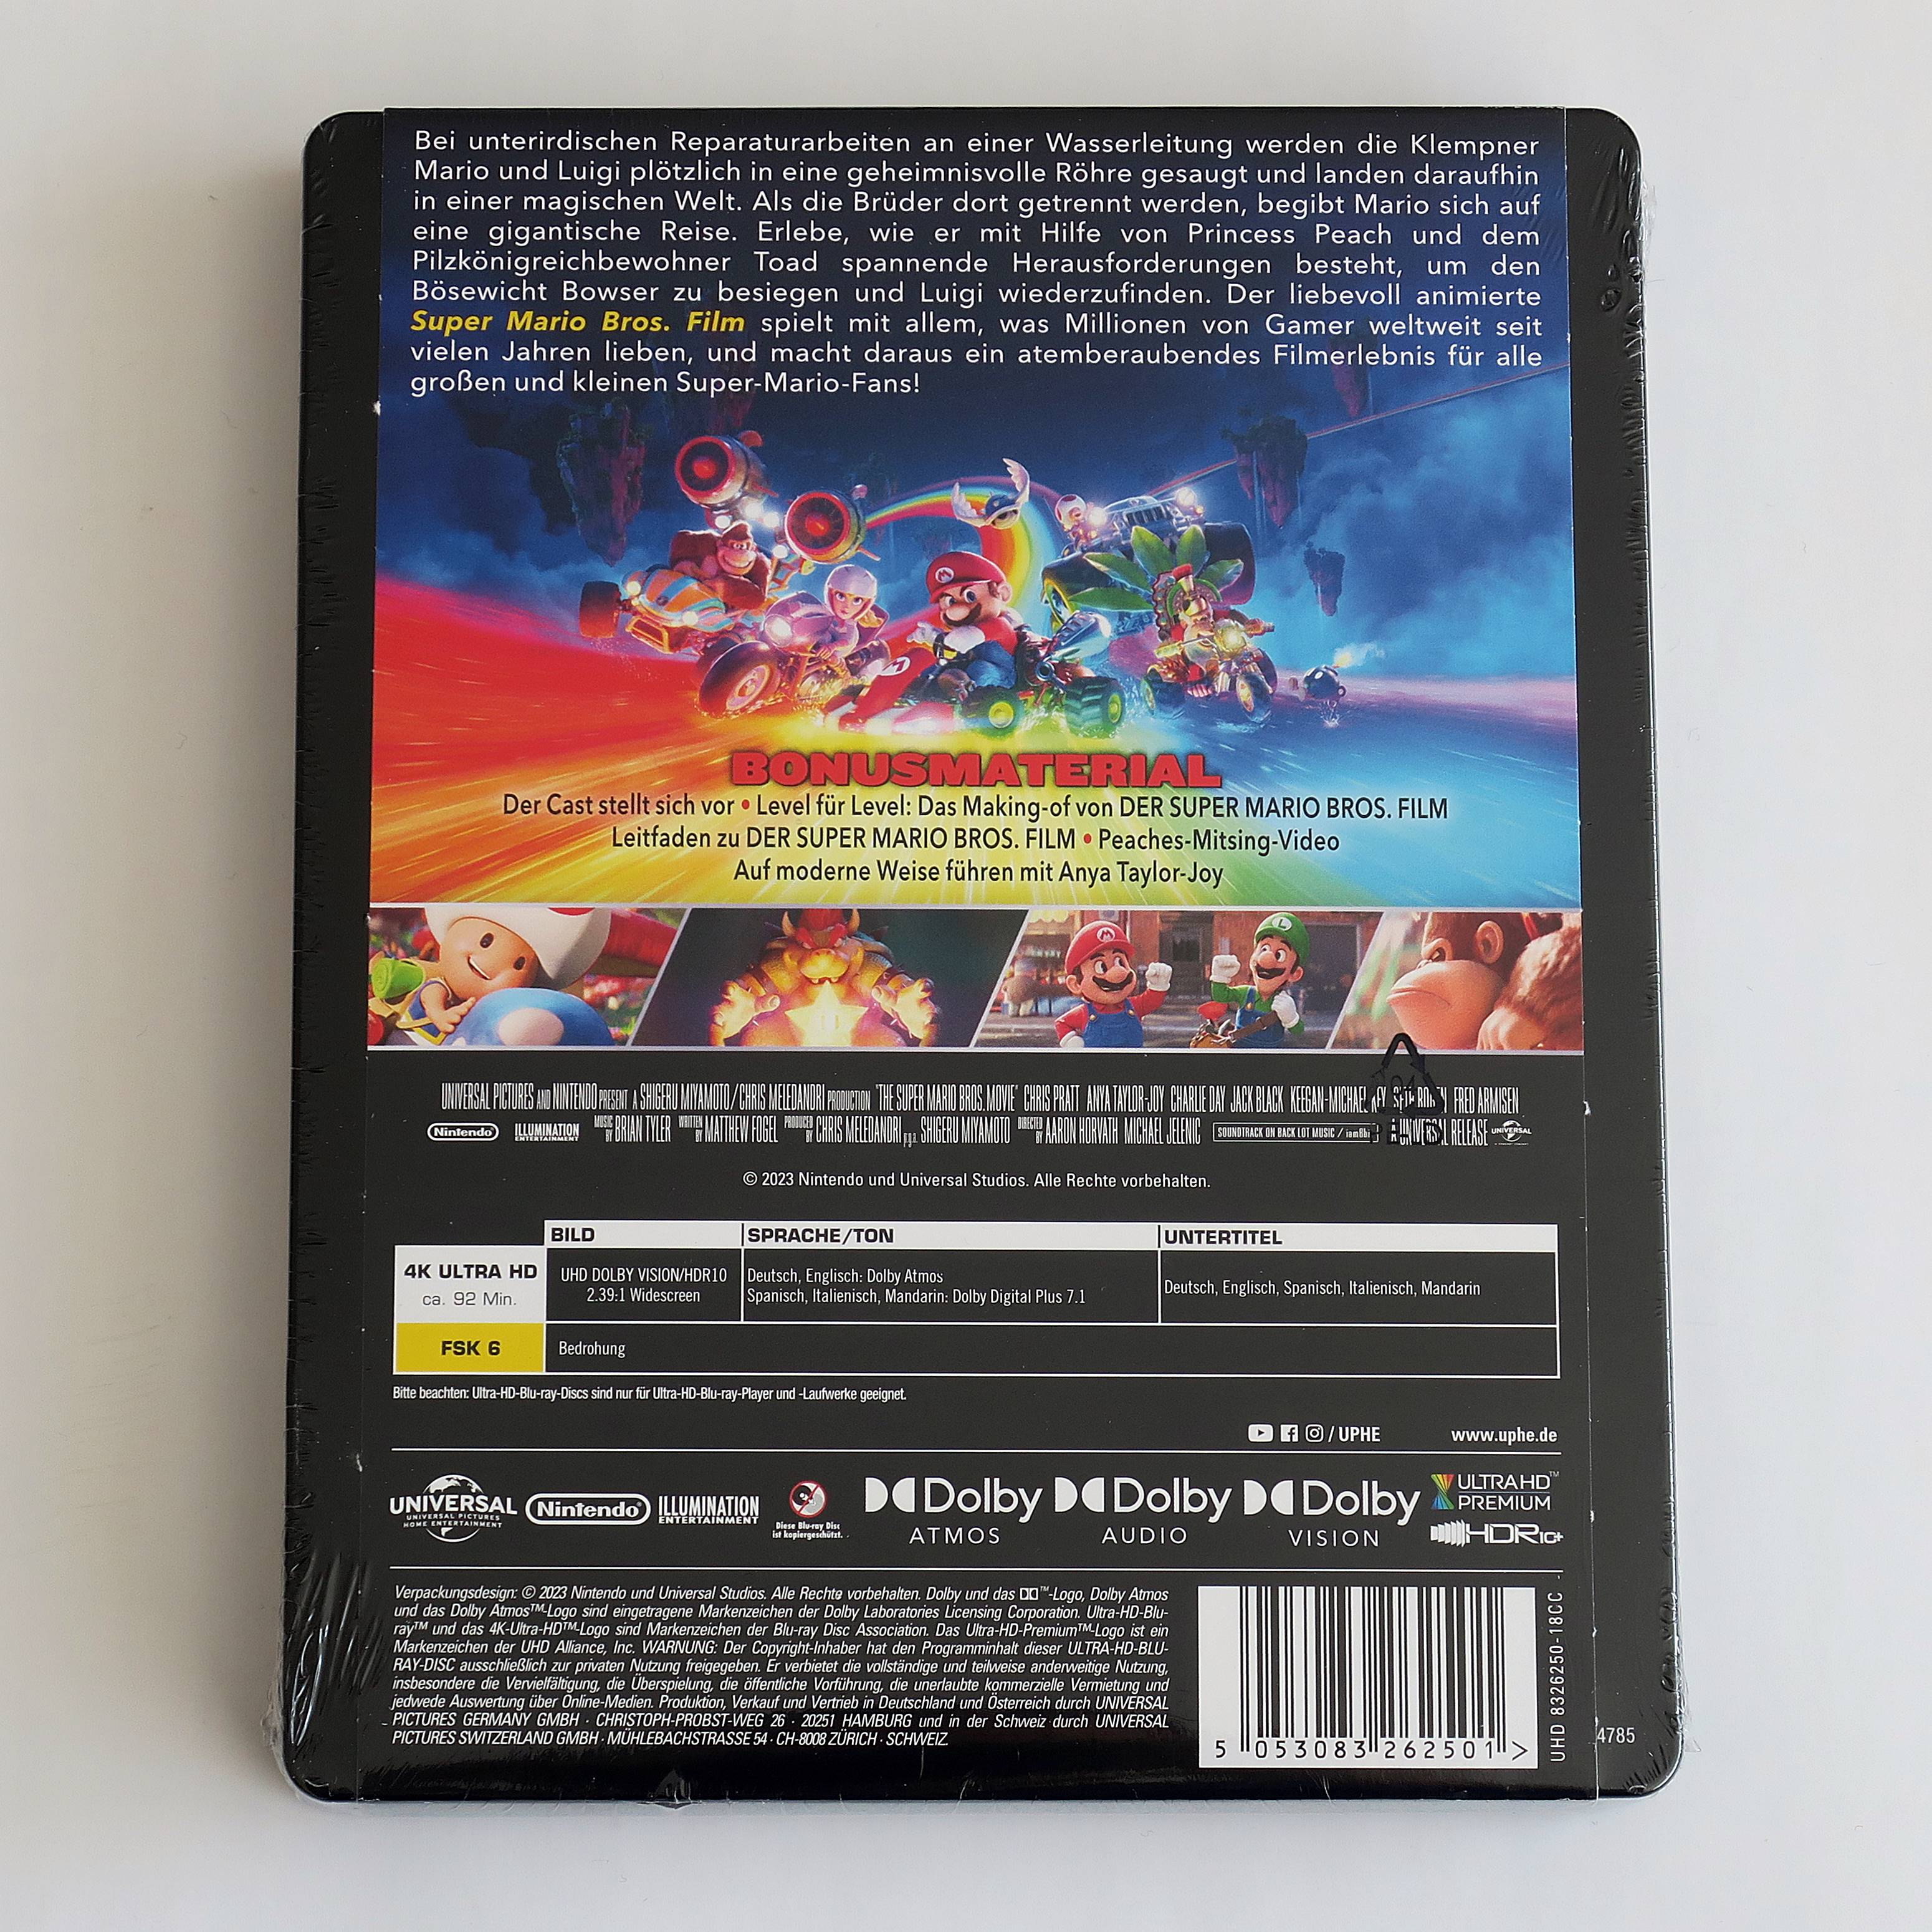 Bei unterirdischen Reparaturarbeiten an einer Wasserleitung werden die Klempner
Mario und Luigi plötzlich in eine geheimnisvolle Röhre gesaugt und landen daraufhin
in einer magischen Welt. Als die Brüder dort getrennt werden, begibt Mario sich auf
eine gigantische Reise. Erlebe, wie er mit Hilfe von Princess Peach und dem
Pilzkönigreichbewohner Toad spannende Herausforderungen besteht, um den
Bösewicht Bowser zu besiegen und Luigi wiederzufinden. Der liebevoll animierte
Super Mario Bros. Film spielt mit allem, was Millionen von Gamer weltweit seit
vielen Jahren lieben, und macht daraus ein atemberaubendes Filmerlebnis für alle
großen und kleinen Super-Mario-Fans!
BONUSMATERIAL
Der Cast stellt sich vor • Level für Level: Das Making-of von DER SUPER MARIO BROS. FILM
Leitfaden zu DER SUPER MARIO BROS. FILM • Peaches-Mitsing-Video
Auf moderne Weise führen mit Anya Taylor-Joy
UNIVERSAL PICTURES AND NINTENDO PRESENT A SHIGERU MIYAMOTO/CHRIS MELEDANDRI PRODUCTION "THE SUPER MARIO BROS. MOVIE" CHRIS PRATT ANYA TAYLOR-JOY CHARLIE DAY JACK BLACK KEEGAN-MICHAEL KEY SETH ROGEN FRED ARMISEN
Nintendo ILLUMINATION ENTERTAINMENT MUSIC BY BRIAN TYLER WRITTEN BY MATTHEW FOGEL PRODUCED BY CHRIS MELEDANDRI p.g.a. SHIGERU MIYAMOTO DIRECTED BY AARON HORVATH MICHAEL JELENIC SOUNDTRACK ON BACK LOT MUSIC / iam8bit A UNIVERSAL RELEASE UNIVERSAL
© 2023 Nintendo und Universal Studios. Alle Rechte vorbehalten.
BILD SPRACHE/TON UNTERTITEL
4K ULTRA HD
ca. 92 Min.
UHD DOLBY VISION/HDR10
2.39:1 Widescreen
Deutsch, Englisch: Dolby Atmos
Spanisch, Italienisch, Mandarin: Dolby Digital Plus 7.1
Deutsch, Englisch, Spanisch, Italienisch, Mandarin
FSK 6 Bedrohung
Bitte beachten: Ultra-HD-Blu-ray-Discs sind nur für Ultra-HD-Blu-ray-Player und -Laufwerke geeignet.
/ UPHE www.uphe.de
UNIVERSAL
UNIVERSAL PICTURES
HOME ENTERTAINMENT
Nintendo
ILLUMINATION
ENTERTAINMENT
Diese Blu-ray Disc
ist kopiergeschützt.
Dolby
ATMOS
Dolby
AUDIO
Dolby
VISION
ULTRA HD™
PREMIUM
HDR10+
Verpackungsdesign: © 2023 Nintendo und Universal Studios. Alle Rechte vorbehalten. Dolby und das ™-Logo, Dolby Atmos
und das Dolby Atmos™-Logo sind eingetragene Markenzeichen der Dolby Laboratories Licensing Corporation. Ultra-HD-Blu-
ray™ und das 4K-Ultra-HD™-Logo sind Markenzeichen der Blu-ray Disc Association. Das Ultra-HD-Premium™-Logo ist ein
Markenzeichen der UHD Alliance, Inc. WARNUNG: Der Copyright-Inhaber hat den Programminhalt dieser ULTRA-HD-BLU-
RAY-DISC ausschließlich zur privaten Nutzung freigegeben. Er verbietet die vollständige und teilweise anderweitige Nutzung,
insbesondere die Vervielfältigung, die Überspielung, die öffentliche Vorführung, die unerlaubte kommerzielle Vermietung und
jedwede Auswertung über Online-Medien. Produktion, Verkauf und Vertrieb in Deutschland und Österreich durch UNIVERSAL
PICTURES GERMANY GMBH · CHRISTOPH-PROBST-WEG 26 · 20251 HAMBURG und in der Schweiz durch UNIVERSAL
PICTURES SWITZERLAND GMBH · MÜHLEBACHSTRASSE 54 · CH-8008 ZÜRICH · SCHWEIZ.
5 053083 262501 >
UHD 8326250-18CC
4785